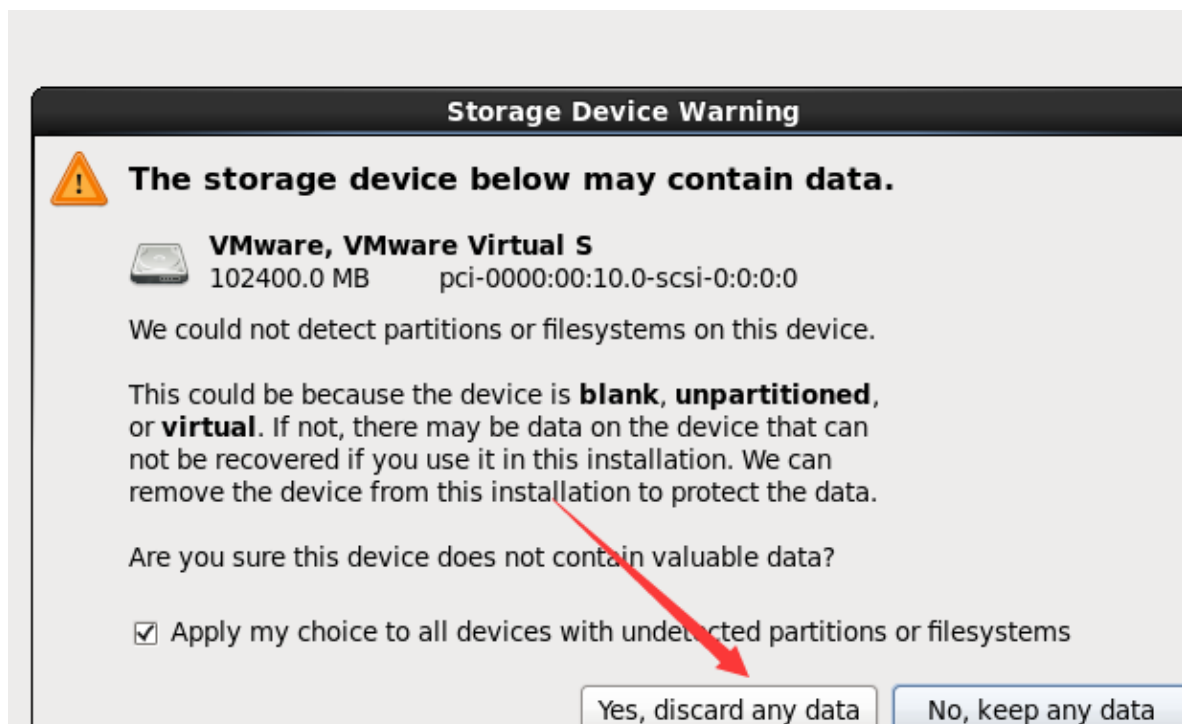 Storage Device Warning
The storage device below may contain data.
VMware, VMware Virtual S
102400.0 MB pci-0000:00:10.0-scsi-0:0:0:0
We could not detect partitions or filesystems on this device.
This could be because the device is blank, unpartitioned,
or virtual. If not, there may be data on the device that can
not be recovered if you use it in this installation. We can
remove the device from this installation to protect the data.
Are you sure this device does not contain valuable data?
Apply my choice to all devices with undetected partitions or filesystems
Yes, discard any data No, keep any data